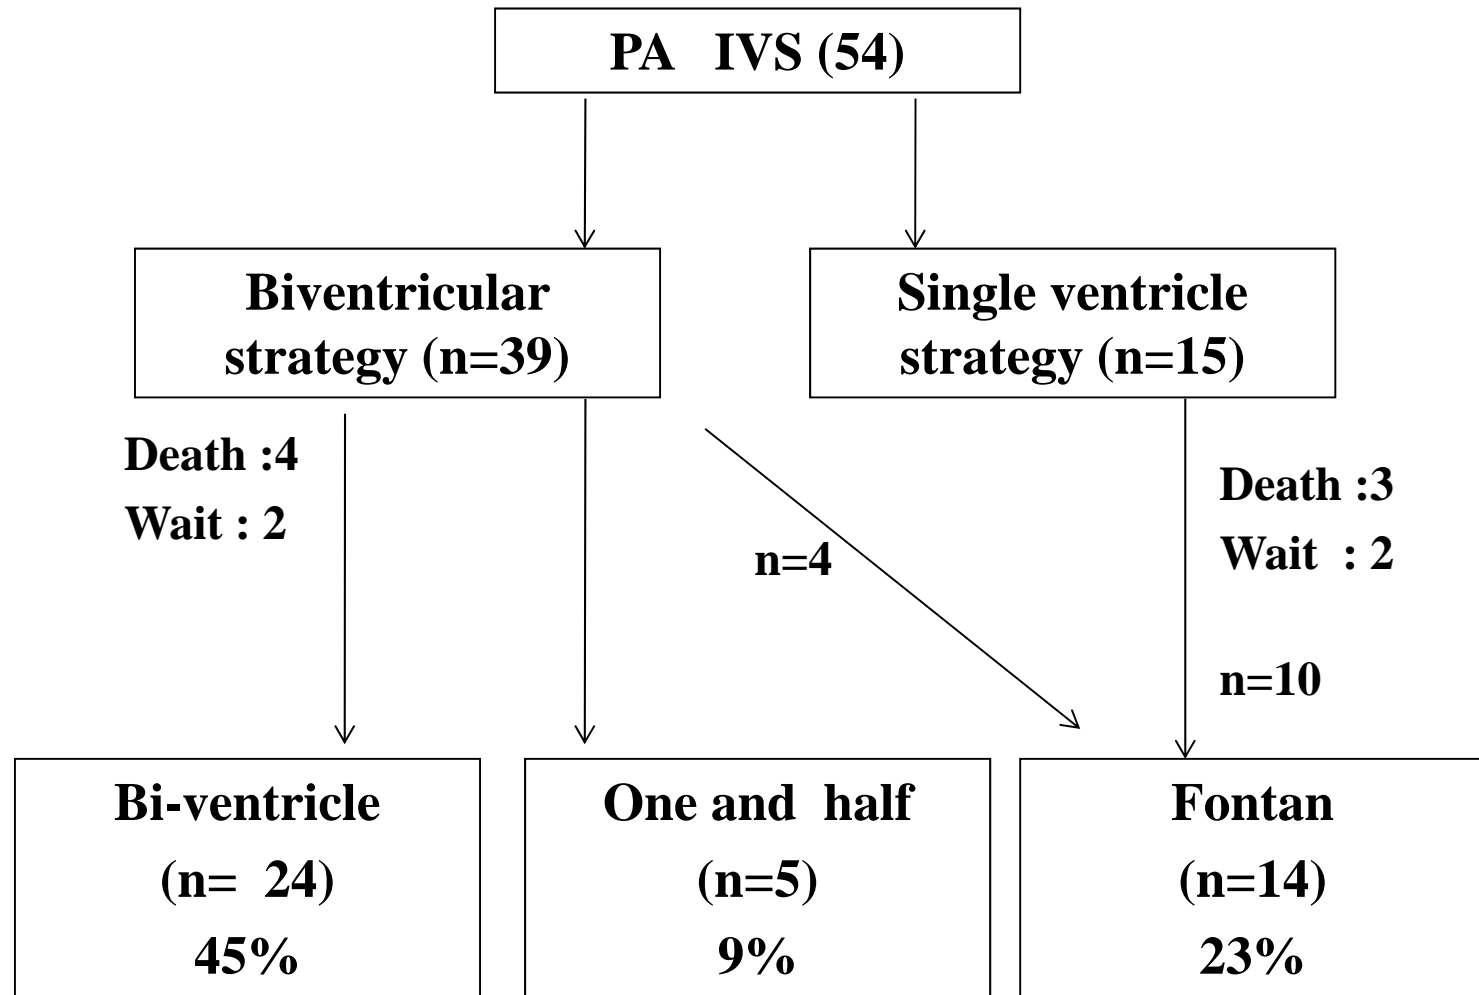 PA IVS (54)
Biventricular
strategy (n=39)
Single ventricle
strategy (n=15)
Death :4
Wait : 2
n=4
Death :3
Wait : 2
n=10
Bi-ventricle
(n= 24)
45%
One and half
(n=5)
9%
Fontan
(n=14)
23%